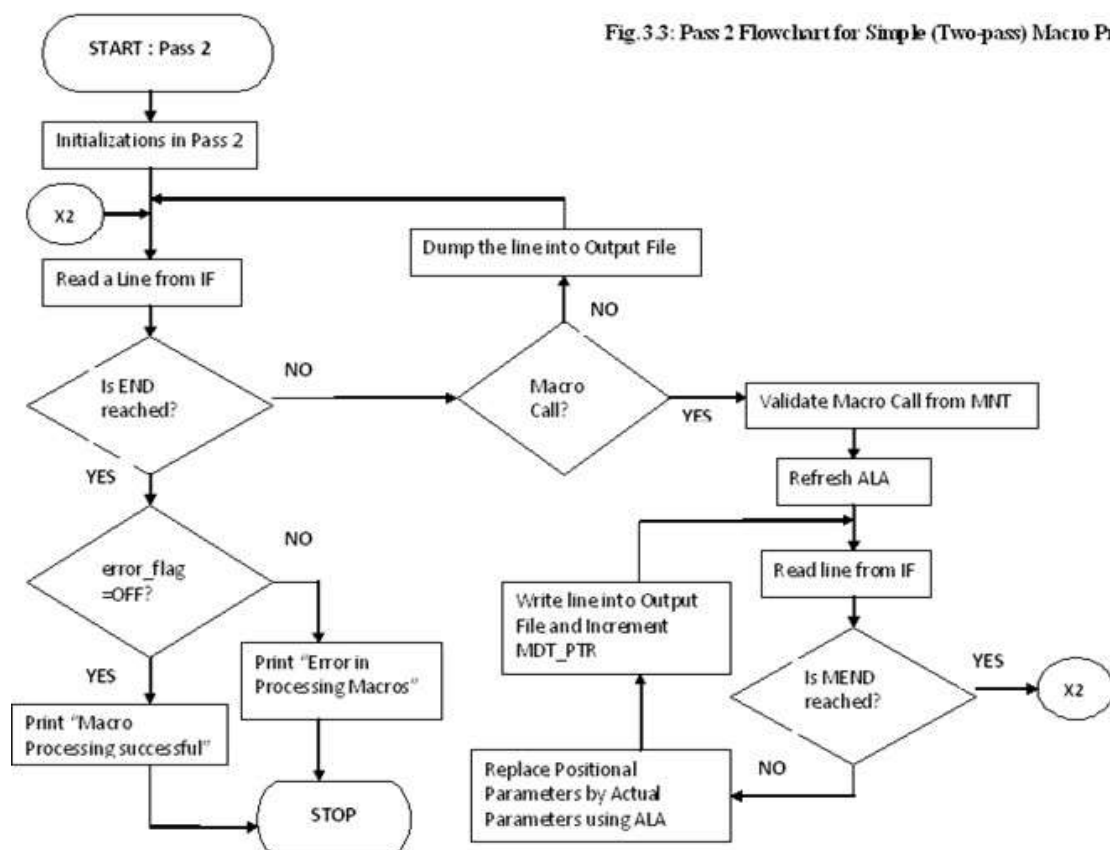 Fig.3.3: Pass 2 Flowchart for Simple (Two-pass) Macro
START : Pass 2
Initializations in Pass 2
X2
Dump the line into Output File
Read a Line from IF
NO
Is END
reached?
NO
Macro
Call?
YES
Validate Macro Call from MNT
YES
Refresh ALA
error_flag
=OFF?
NO
Read line from IF
Write line into Output
File and Increment
MDT_PTR
YES
Print "Error in
Processing Macros"
Is MEND
reached?
YES
X2
Print "Macro
Processing successful"
NO
Replace Positional
Parameters by Actual
Parameters using ALA
STOP